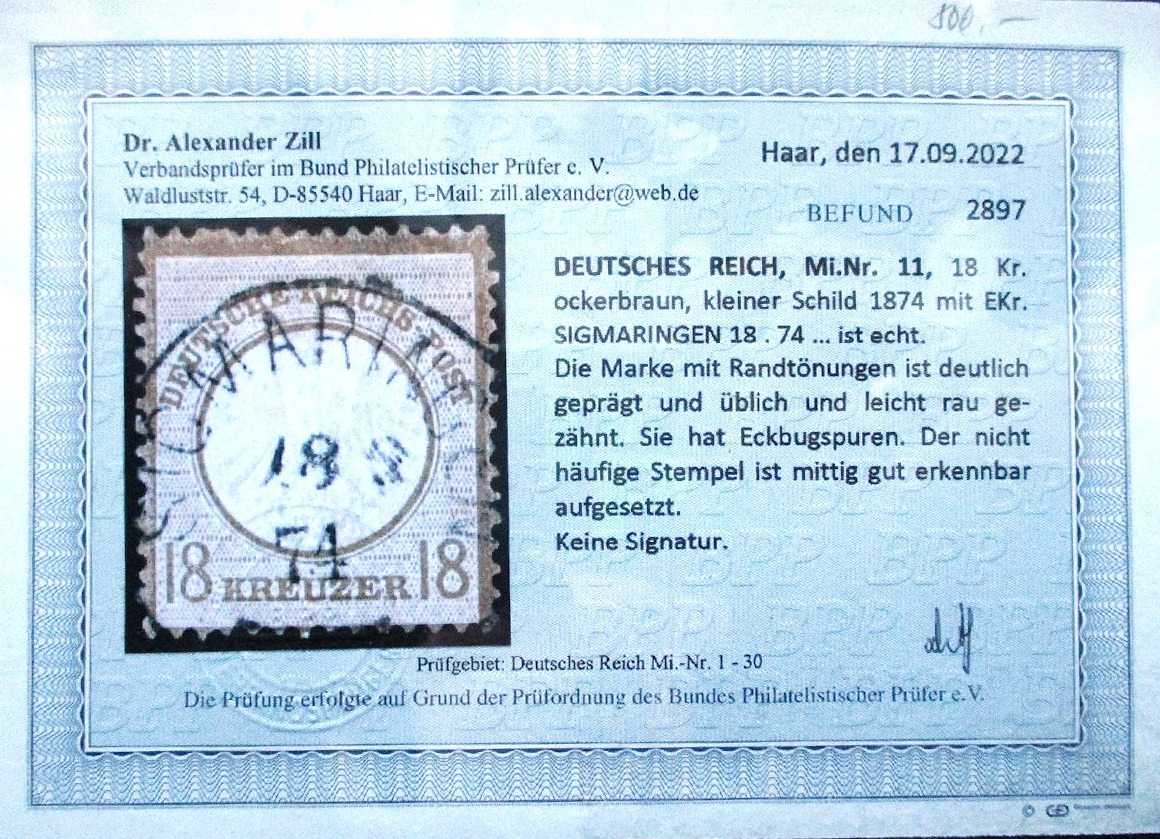 800.—
Dr. Alexander Zill
Verbandsprüfer im Bund Philatelistischer Prüfer e. V.
Waldluststr. 54, D-85540 Haar, E-Mail: zill.alexander@web.de
Haar, den 17.09.2022
BEFUND 2897
DEUTSCHES REICH, Mi.Nr. 11, 18 Kr.
ockerbraun, kleiner Schild 1874 mit EKr.
SIGMARINGEN 18 . 74 ... ist echt.
Die Marke mit Randtönungen ist deutlich
geprägt und üblich und leicht rau ge-
zähnt. Sie hat Eckbugspuren. Der nicht
häufige Stempel ist mittig gut erkennbar
aufgesetzt.
Keine Signatur.
DEUTSCHE REICHS-POST
SIGMARINGEN
18
74
18 KREUZER 18
Prüfgebiet: Deutsches Reich Mi.-Nr. 1 - 30
Die Prüfung erfolgte auf Grund der Prüfordnung des Bundes Philatelistischer Prüfer e.V.